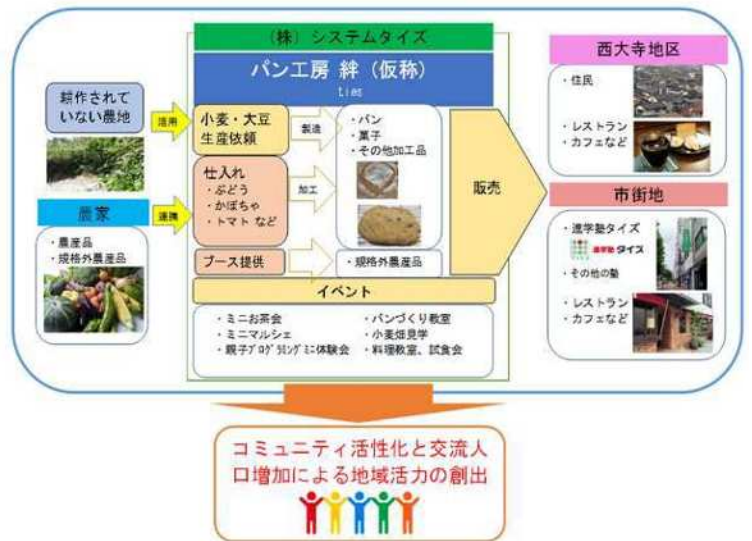 (株) システムタイズ
パン工房 絆 (仮称)
ties
耕作されて
いない農地
活用
農家
・農産品
・規格外農産品
連携
小麦・大豆
生産依頼
仕入れ
・ぶどう
・かぼちゃ
・トマト など
ブース提供
製造
加工
・パン
・菓子
・その他加工品
・規格外農産品
販売
イベント
・ミニお茶会
・ミニマルシェ
・親子プログラミングミニ体験会
・パンづくり教室
・小麦畑見学
・料理教室、試食会
西大寺地区
・住民
・レストラン
・カフェなど
市街地
・進学塾タイズ
進学塾 タイズ
・その他の塾
・レストラン
・カフェなど
コミュニティ活性化と交流人
口増加による地域活力の創出